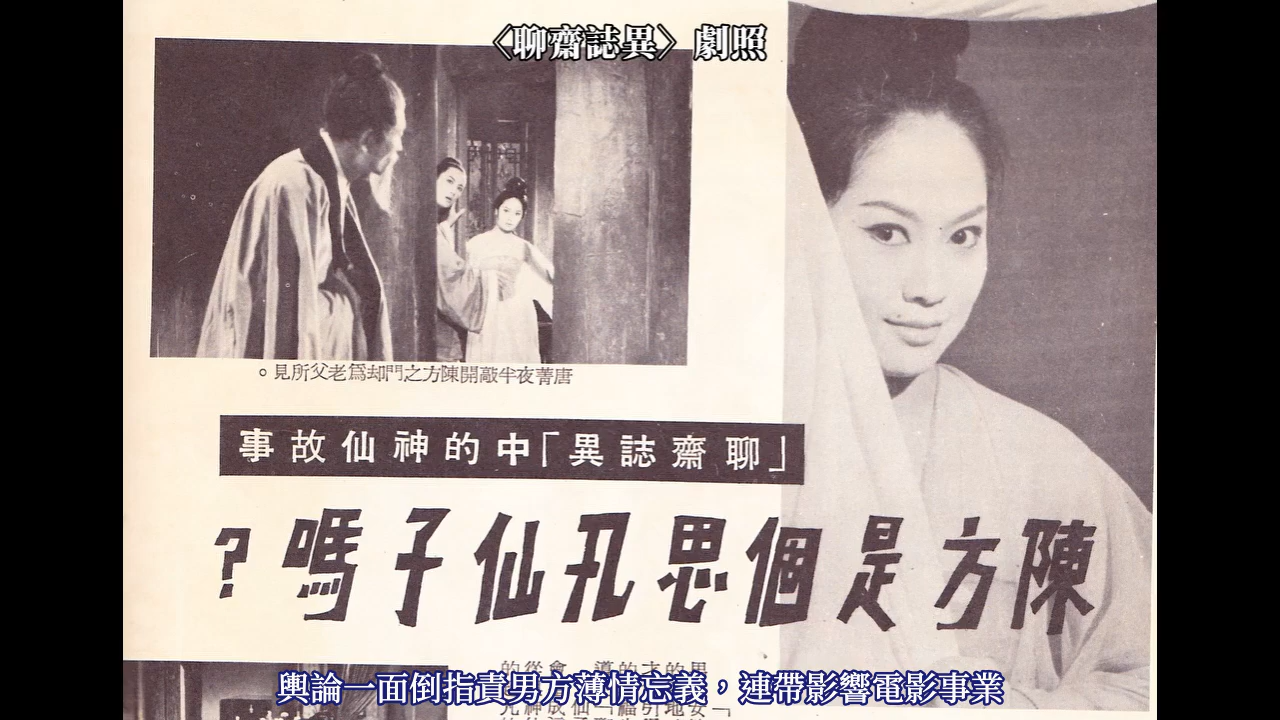 〈聊齋誌異〉劇照
唐菁夜半敲開陳方之門却爲老父所見。
「聊齋誌異」中的神仙故事
陳方是個思凡仙子嗎?
輿論一面倒指責男方薄情忘義，連帶影響電影事業